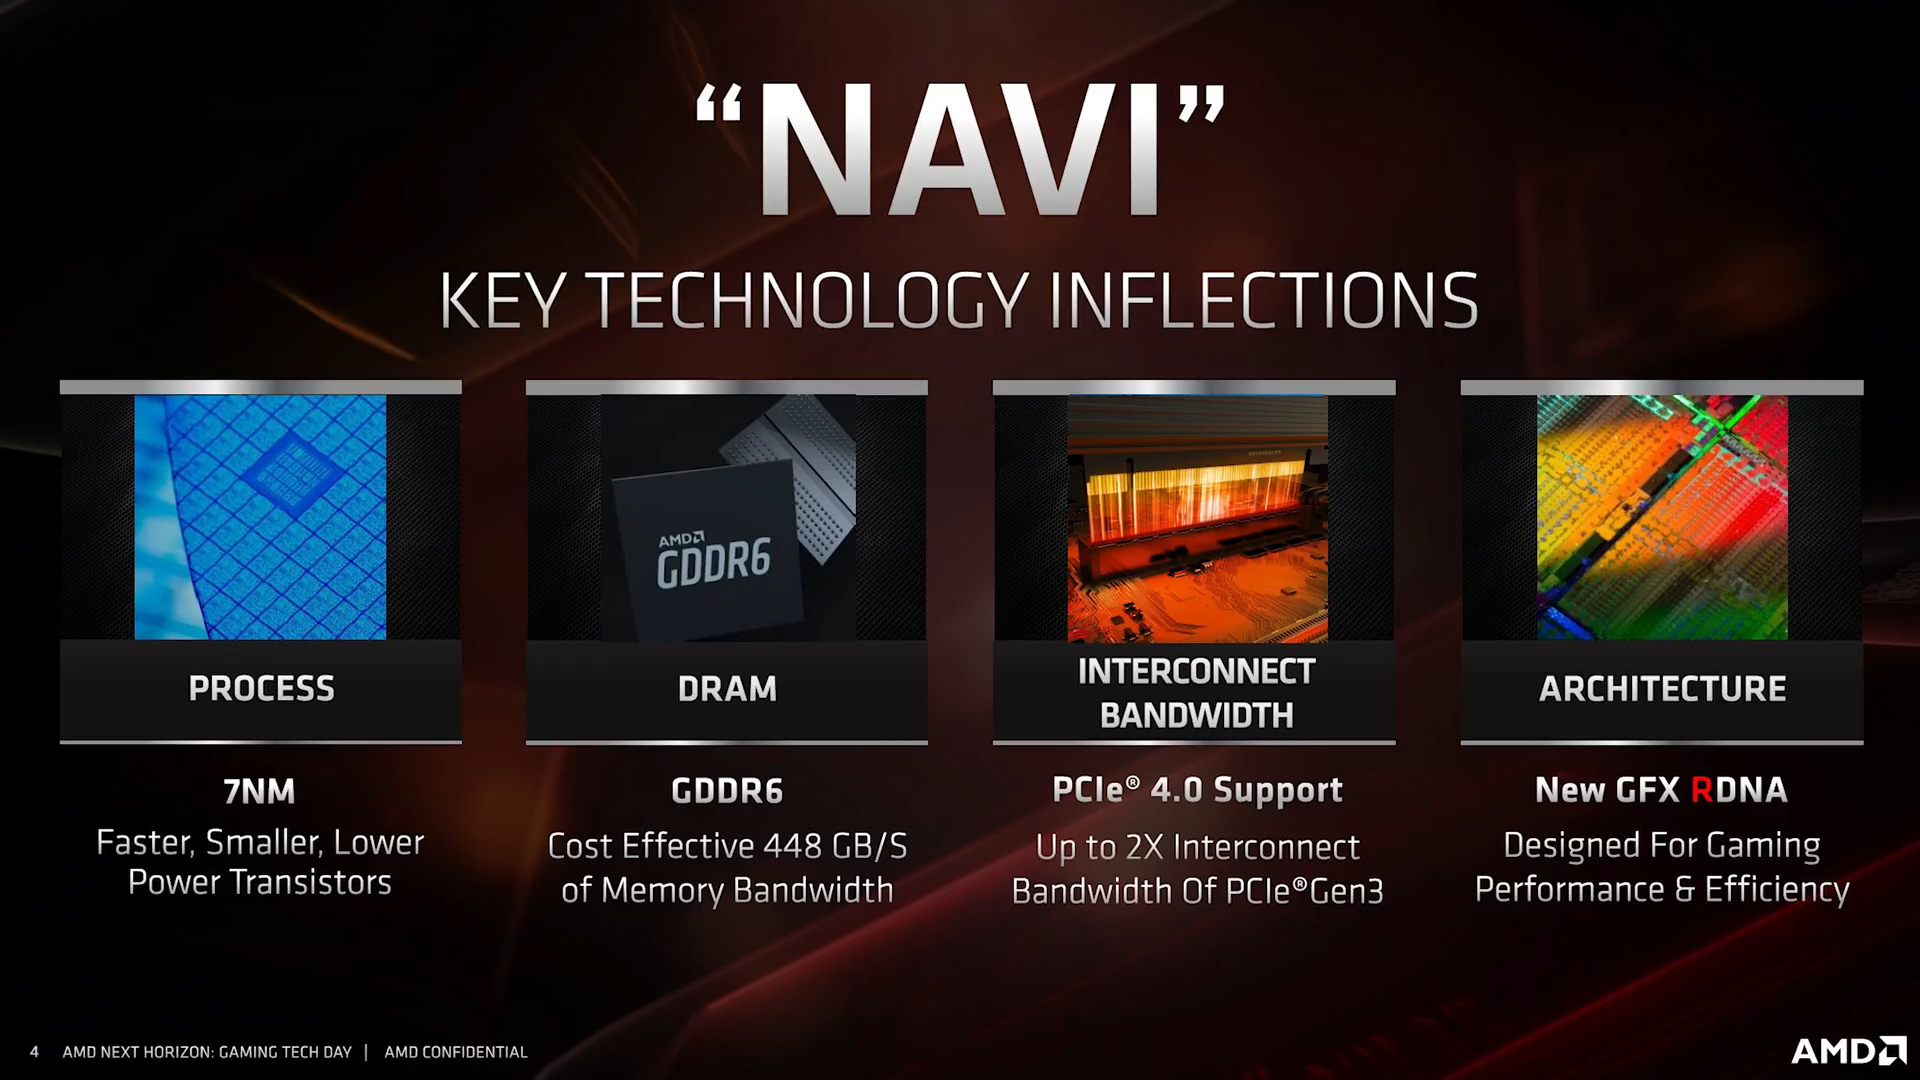 “NAVI”
KEY TECHNOLOGY INFLECTIONS
AMD
GDDR6
PROCESS
DRAM
INTERCONNECT
BANDWIDTH
ARCHITECTURE
7NM
Faster, Smaller, Lower
Power Transistors
GDDR6
Cost Effective 448 GB/S
of Memory Bandwidth
PCIe® 4.0 Support
Up to 2X Interconnect
Bandwidth Of PCIe®Gen3
New GFX RDNA
Designed For Gaming
Performance & Efficiency
4 AMD NEXT HORIZON: GAMING TECH DAY | AMD CONFIDENTIAL
AMD